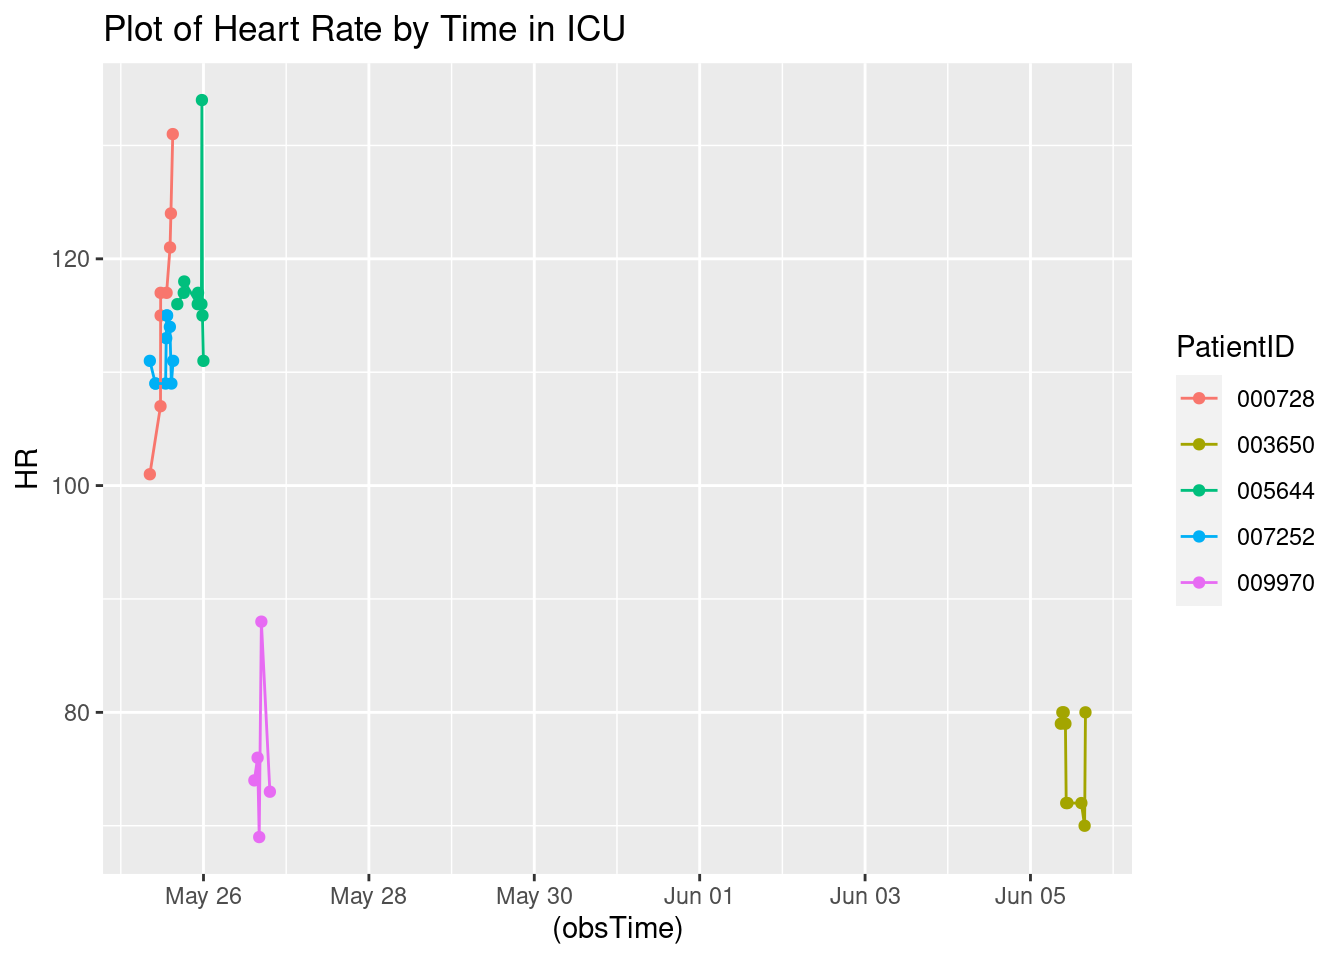 Plot of Heart Rate by Time in ICU
HR
120
100
80
May 26
May 28
May 30
Jun 01
Jun 03
Jun 05
(obsTime)
PatientID
000728
003650
005644
007252
009970